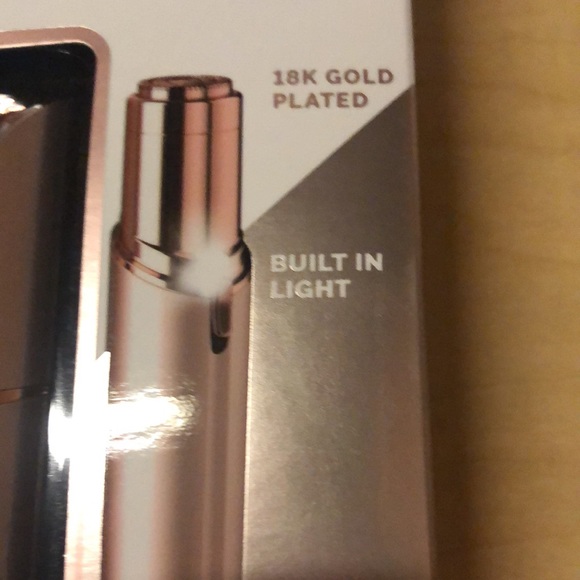 18K GOLD
PLATED
BUILT IN
LIGHT